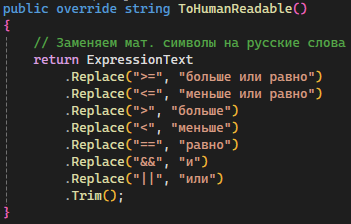 public override string ToHumanReadable()
{
// Заменяем мат. символы на русские слова
return ExpressionText
.Replace(">=", "больше или равно")
.Replace("<=", "меньше или равно")
.Replace(">", "больше")
.Replace("<", "меньше")
.Replace("==", "равно")
.Replace("&&", "и")
.Replace("||", "или")
.Trim();
}